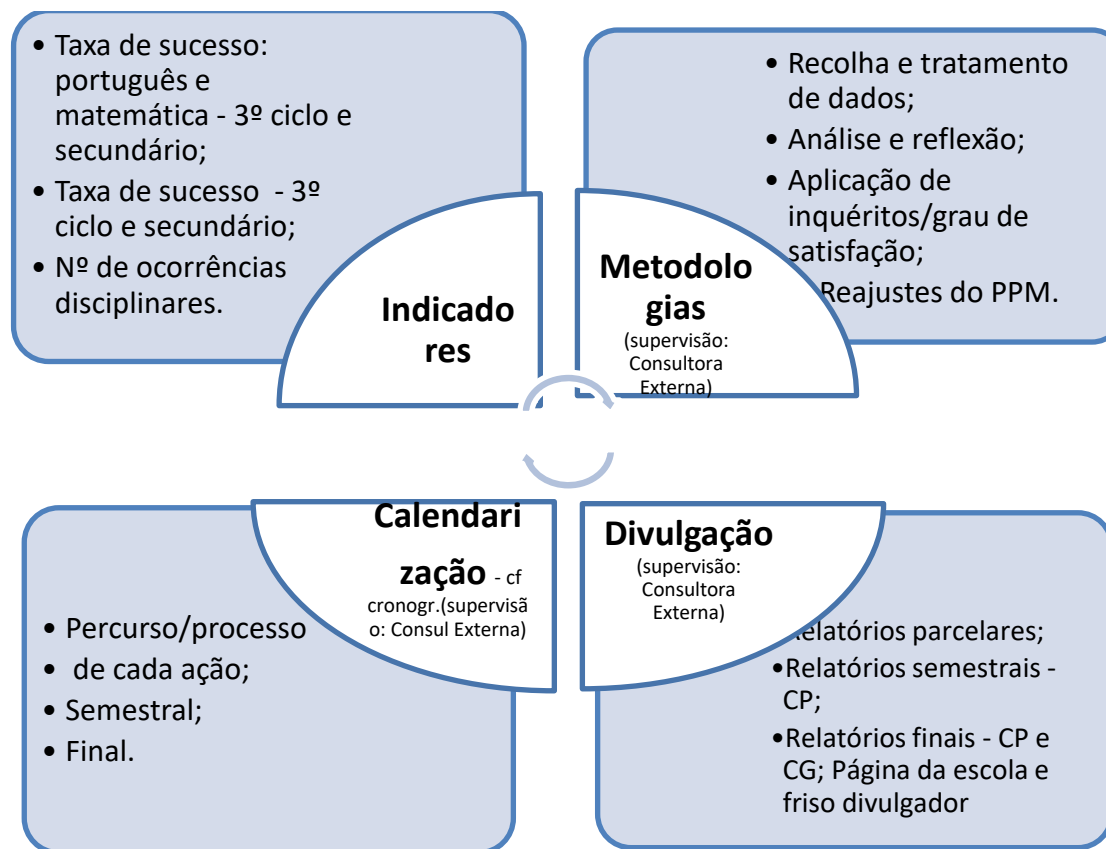 • Taxa de sucesso:
português e
matemática - 3º ciclo e
secundário;
• Taxa de sucesso - 3º
ciclo e secundário;
• Nº de ocorrências
disciplinares.
Indicado
res
• Recolha e tratamento
de dados;
• Análise e reflexão;
• Aplicação de
inquéritos/grau de
satisfação;
Reajustes do PPM.
Metodolo
gias
(supervisão:
Consultora
Externa)
Calendari
zação - cf
cronogr.(supervisã
o: Consul Externa)
• Percurso/processo
• de cada ação;
• Semestral;
• Final.
Divulgação
(supervisão:
Consultora
Externa)
Relatórios parcelares;
•Relatórios semestrais -
CP;
•Relatórios finais - CP e
CG; Página da escola e
friso divulgador